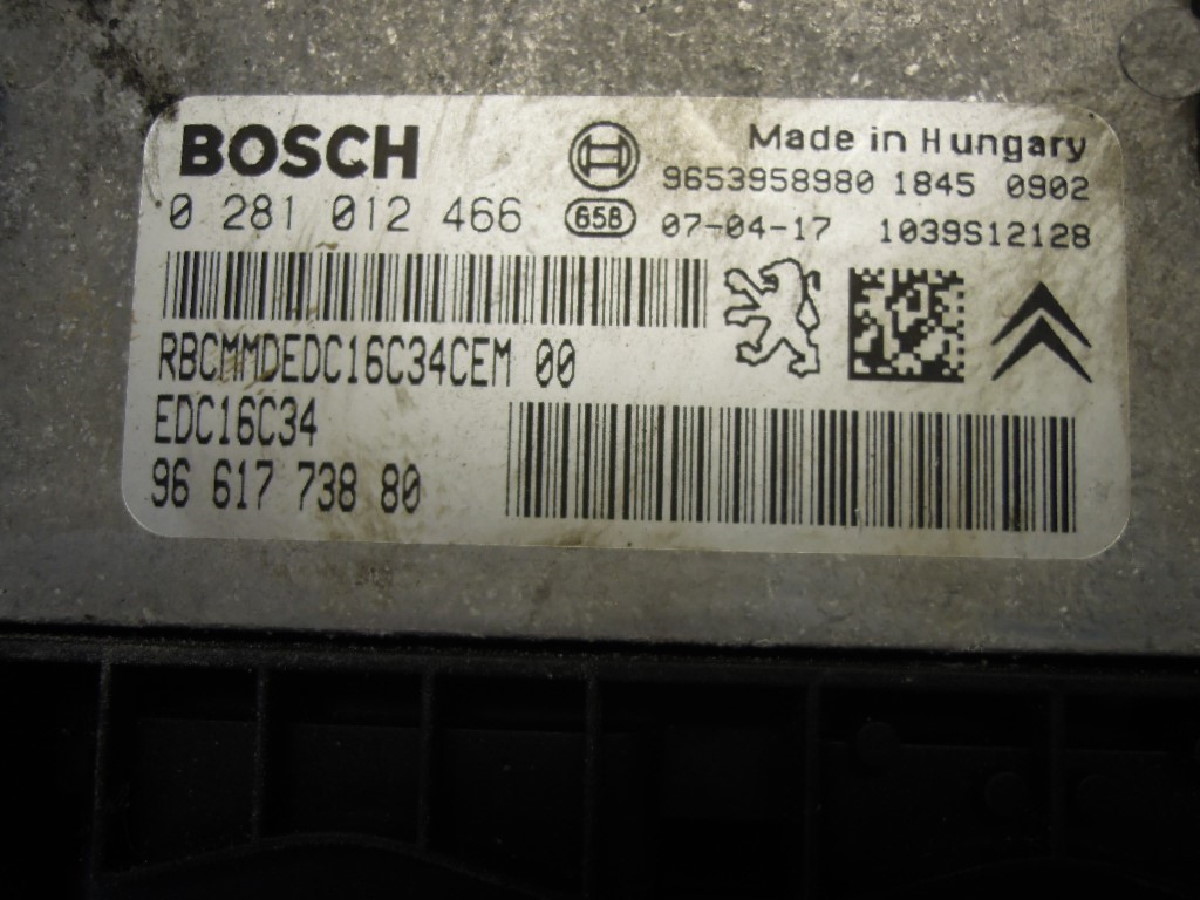 BOSCH
Made in Hungary
9653958980 1845 0902
0 281 012 466
658
07-04-17 1039S12128
RBCMMDEDC16C34CEM 00
EDC16C34
96 617 738 80